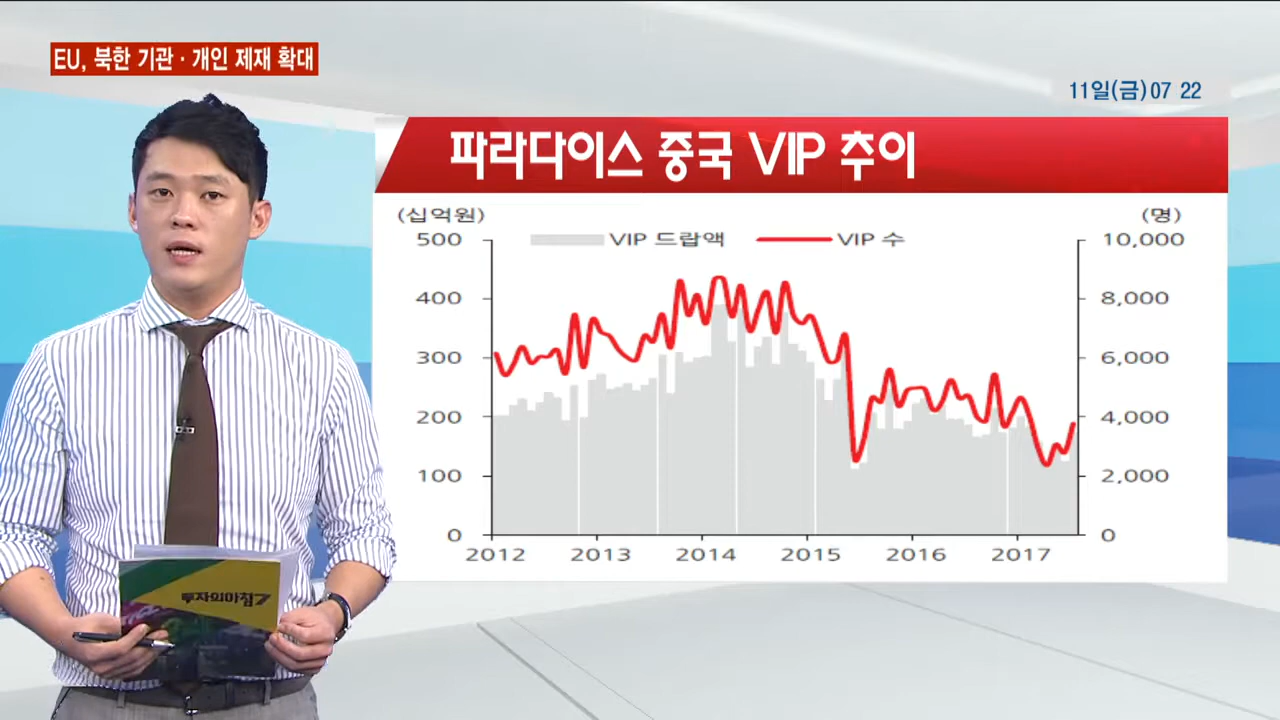 EU, 북한 기관·개인 제재 확대
11일(금) 07 22
파라다이스 중국 VIP 추이
(십억원)
(명)
VIP 드랍액
VIP 수
500
400
300
200
100
0
10,000
8,000
6,000
4,000
2,000
0
2012 2013 2014 2015 2016 2017
투자의아침7